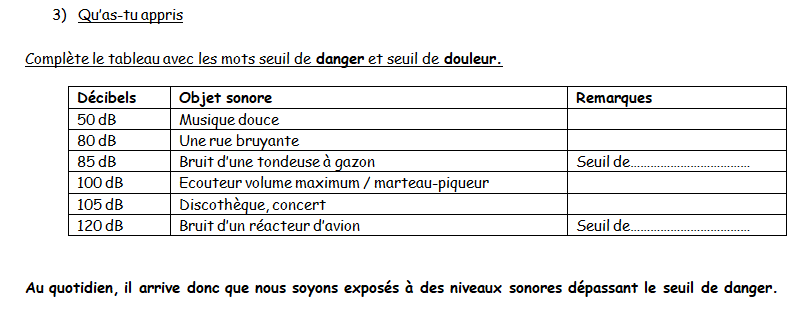 3) Qu'as-tu appris
Complète le tableau avec les mots seuil de danger et seuil de douleur.
Décibels Objet sonore Remarques
50 dB Musique douce
80 dB Une rue bruyante
85 dB Bruit d'une tondeuse à gazon Seuil de....................................
100 dB Ecouteur volume maximum / marteau-piqueur
105 dB Discothèque, concert
120 dB Bruit d'un réacteur d'avion Seuil de....................................
Au quotidien, il arrive donc que nous soyons exposés à des niveaux sonores dépassant le seuil de danger.